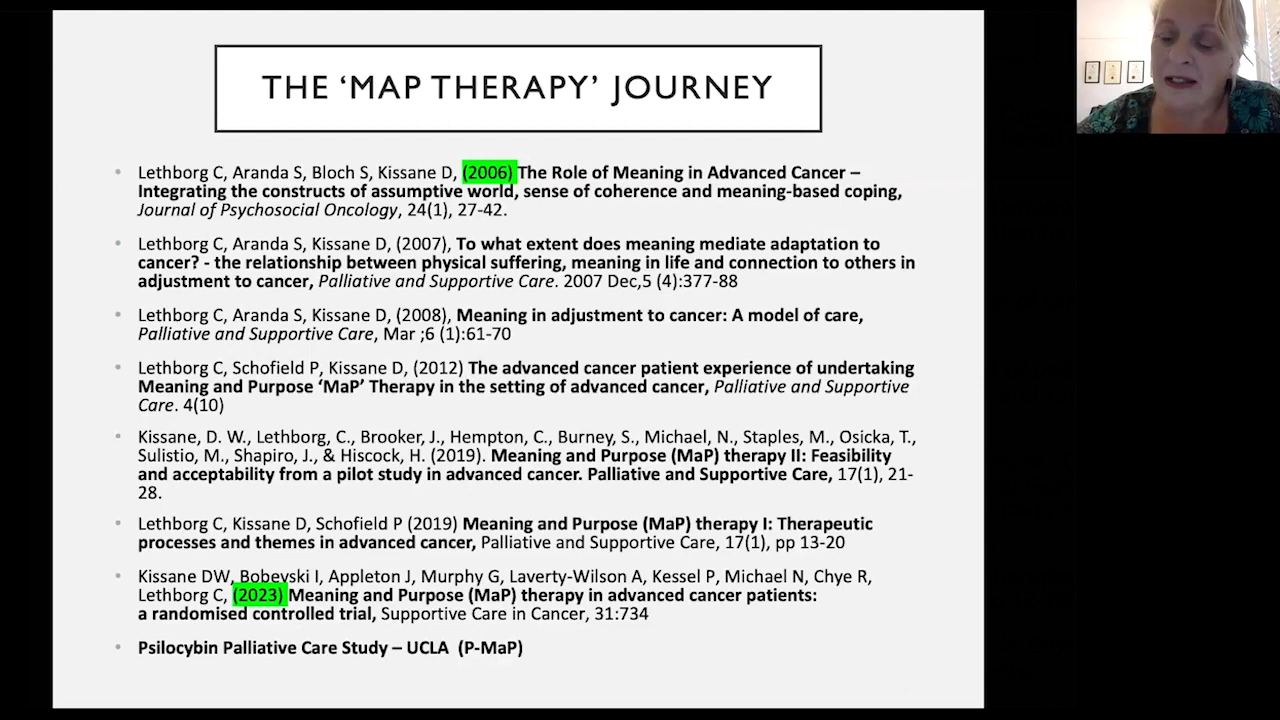 THE ‘MAP THERAPY’ JOURNEY
• Lethborg C, Aranda S, Bloch S, Kissane D, (2006) The Role of Meaning in Advanced Cancer –
Integrating the constructs of assumptive world, sense of coherence and meaning-based coping,
Journal of Psychosocial Oncology, 24(1), 27-42.
• Lethborg C, Aranda S, Kissane D, (2007), To what extent does meaning mediate adaptation to
cancer? - the relationship between physical suffering, meaning in life and connection to others in
adjustment to cancer, Palliative and Supportive Care. 2007 Dec,5 (4):377-88
• Lethborg C, Aranda S, Kissane D, (2008), Meaning in adjustment to cancer: A model of care,
Palliative and Supportive Care, Mar ;6 (1):61-70
• Lethborg C, Schofield P, Kissane D, (2012) The advanced cancer patient experience of undertaking
Meaning and Purpose ‘MaP’ Therapy in the setting of advanced cancer, Palliative and Supportive
Care. 4(10)
• Kissane, D. W., Lethborg, C., Brooker, J., Hempton, C., Burney, S., Michael, N., Staples, M., Osicka, T.,
Sulistio, M., Shapiro, J., & Hiscock, H. (2019). Meaning and Purpose (MaP) therapy II: Feasibility
and acceptability from a pilot study in advanced cancer. Palliative and Supportive Care, 17(1), 21-
28.
• Lethborg C, Kissane D, Schofield P (2019) Meaning and Purpose (MaP) therapy I: Therapeutic
processes and themes in advanced cancer, Palliative and Supportive Care, 17(1), pp 13-20
• Kissane DW, Bobevski I, Appleton J, Murphy G, Laverty-Wilson A, Kessel P, Michael N, Chye R,
Lethborg C, (2023) Meaning and Purpose (MaP) therapy in advanced cancer patients:
a randomised controlled trial, Supportive Care in Cancer, 31:734
• Psilocybin Palliative Care Study – UCLA (P-MaP)